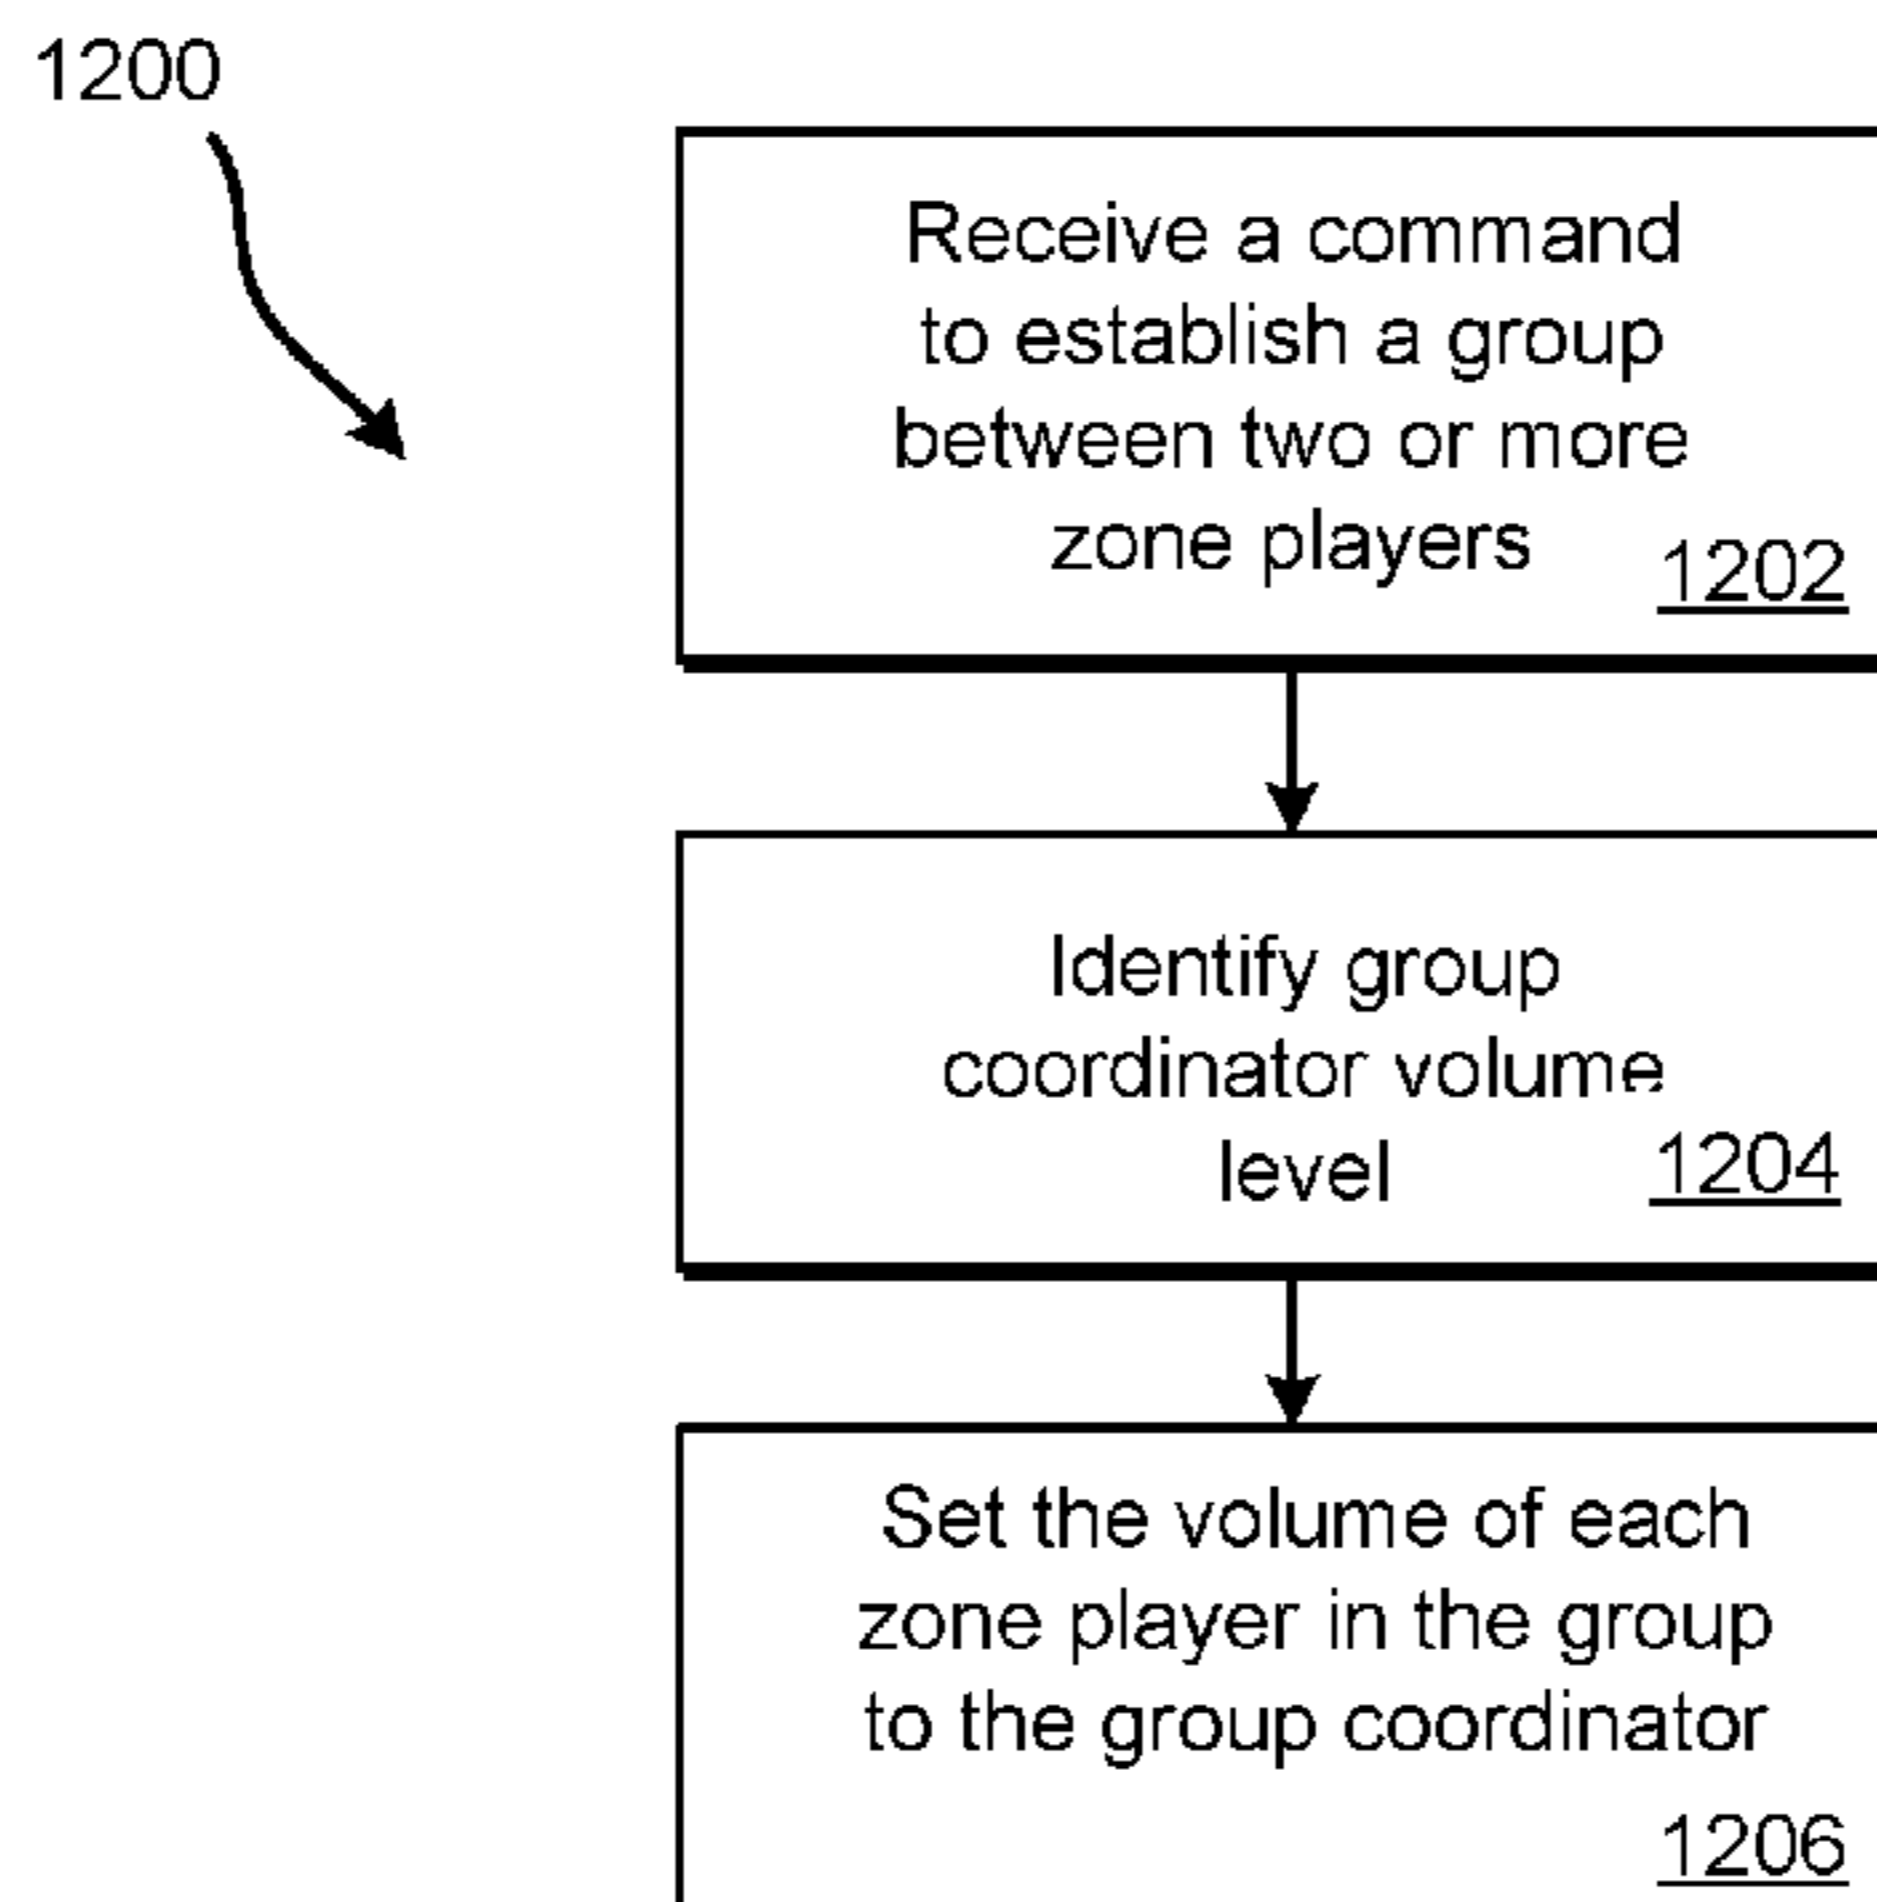 1200
Receive a command
to establish a group
between two or more
zone players
1202
Identify group
coordinator volume
level
1204
Set the volume of each
zone player in the group
to the group coordinator
1206